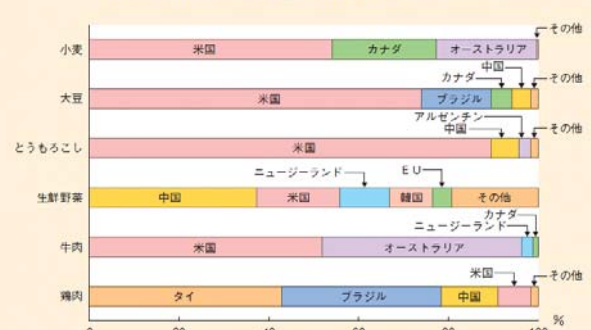 その他
小麦 米国 カナダ オーストラリア
中国
カナダ その他
大豆 米国 ブラジル
アルゼンチン
中国 その他
とうもろこし 米国
ニュージーランド EU
生鮮野菜 中国 米国 韓国 その他
カナダ
ニュージーランド
牛肉 米国 オーストラリア
米国 その他
鶏肉 タイ ブラジル 中国
%